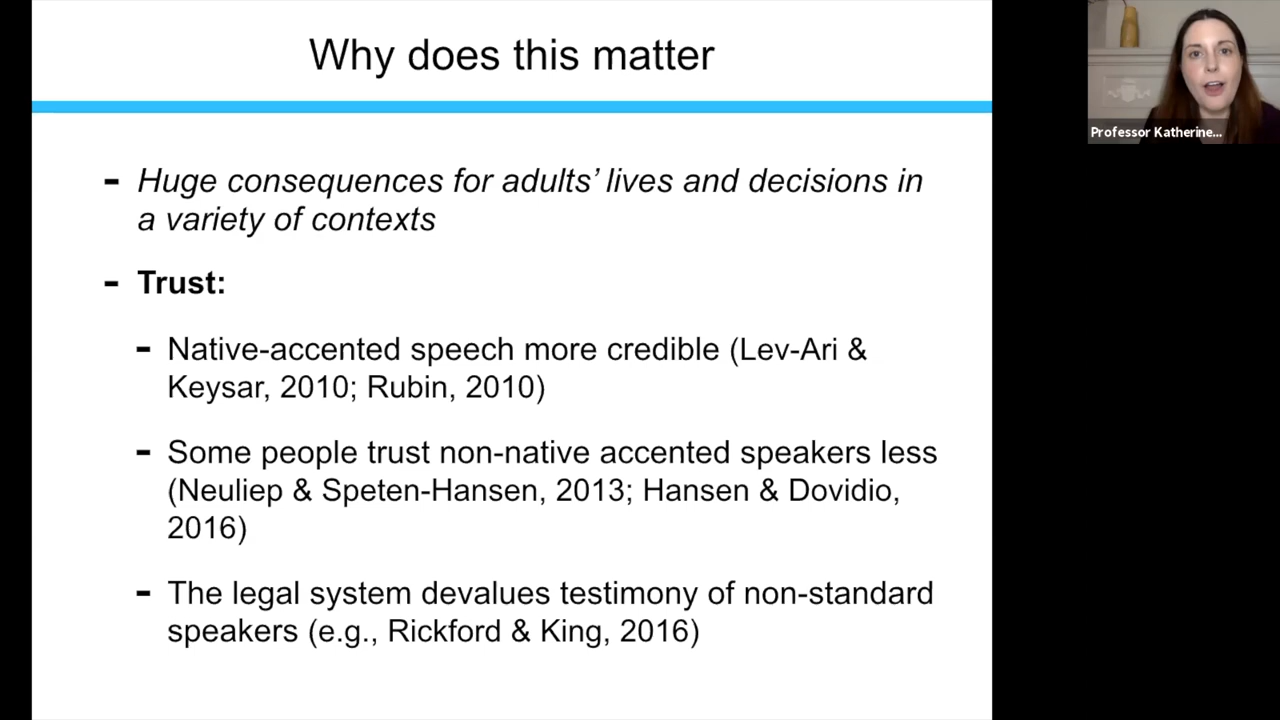 Why does this matter
- Huge consequences for adults’ lives and decisions in
a variety of contexts
- Trust:
- Native-accented speech more credible (Lev-Ari &
Keysar, 2010; Rubin, 2010)
- Some people trust non-native accented speakers less
(Neuliep & Speten-Hansen, 2013; Hansen & Dovidio,
2016)
- The legal system devalues testimony of non-standard
speakers (e.g., Rickford & King, 2016)
Professor Katherine...